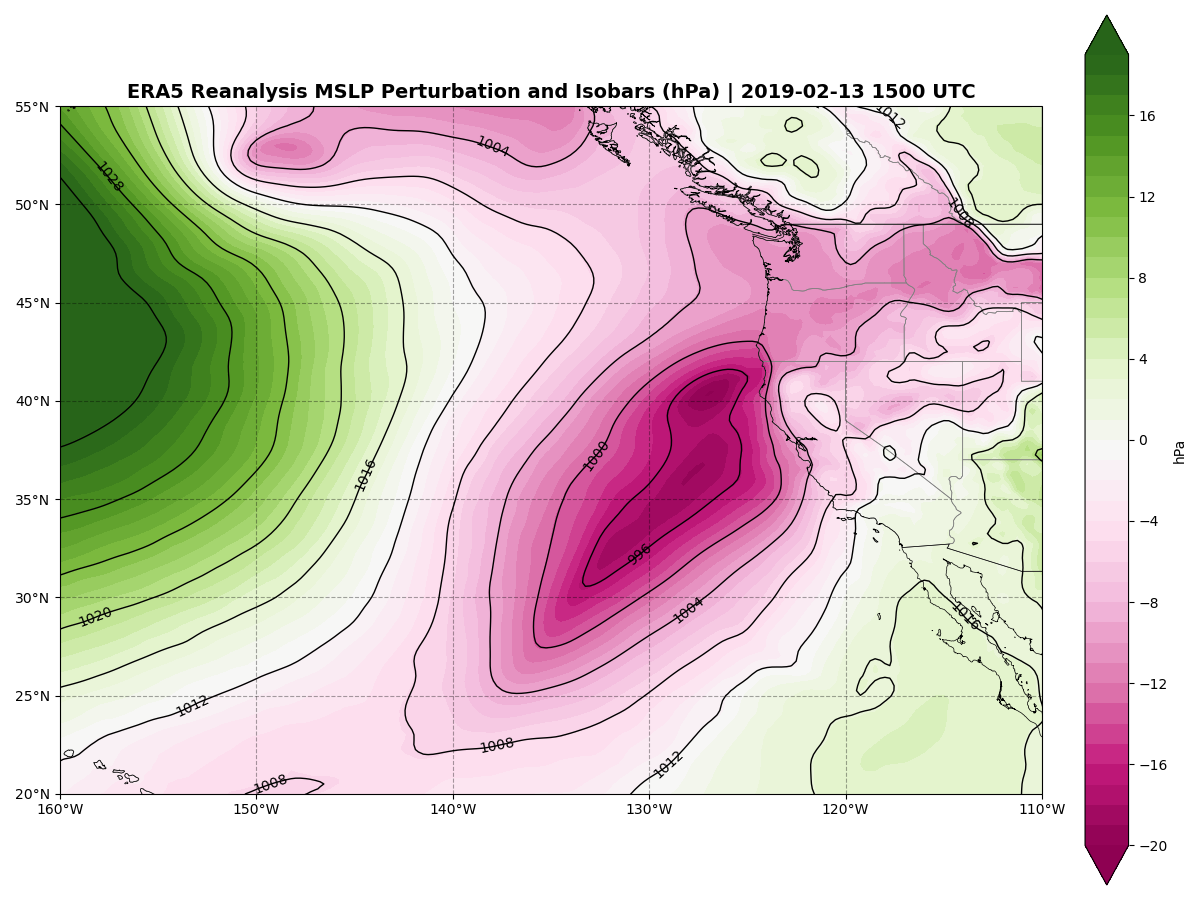 ERA5 Reanalysis MSLP Perturbation and Isobars (hPa) | 2019-02-13 1500 UTC
55°N
50°N
45°N
40°N
35°N
30°N
25°N
20°N
160°W
150°W
140°W
130°W
120°W
110°W
1028
1004
1012
1008
1016
1000
996
1004
1020
1012
1008
1008
1012
1016
16
12
8
4
0
−4
−8
−12
−16
−20
hPa